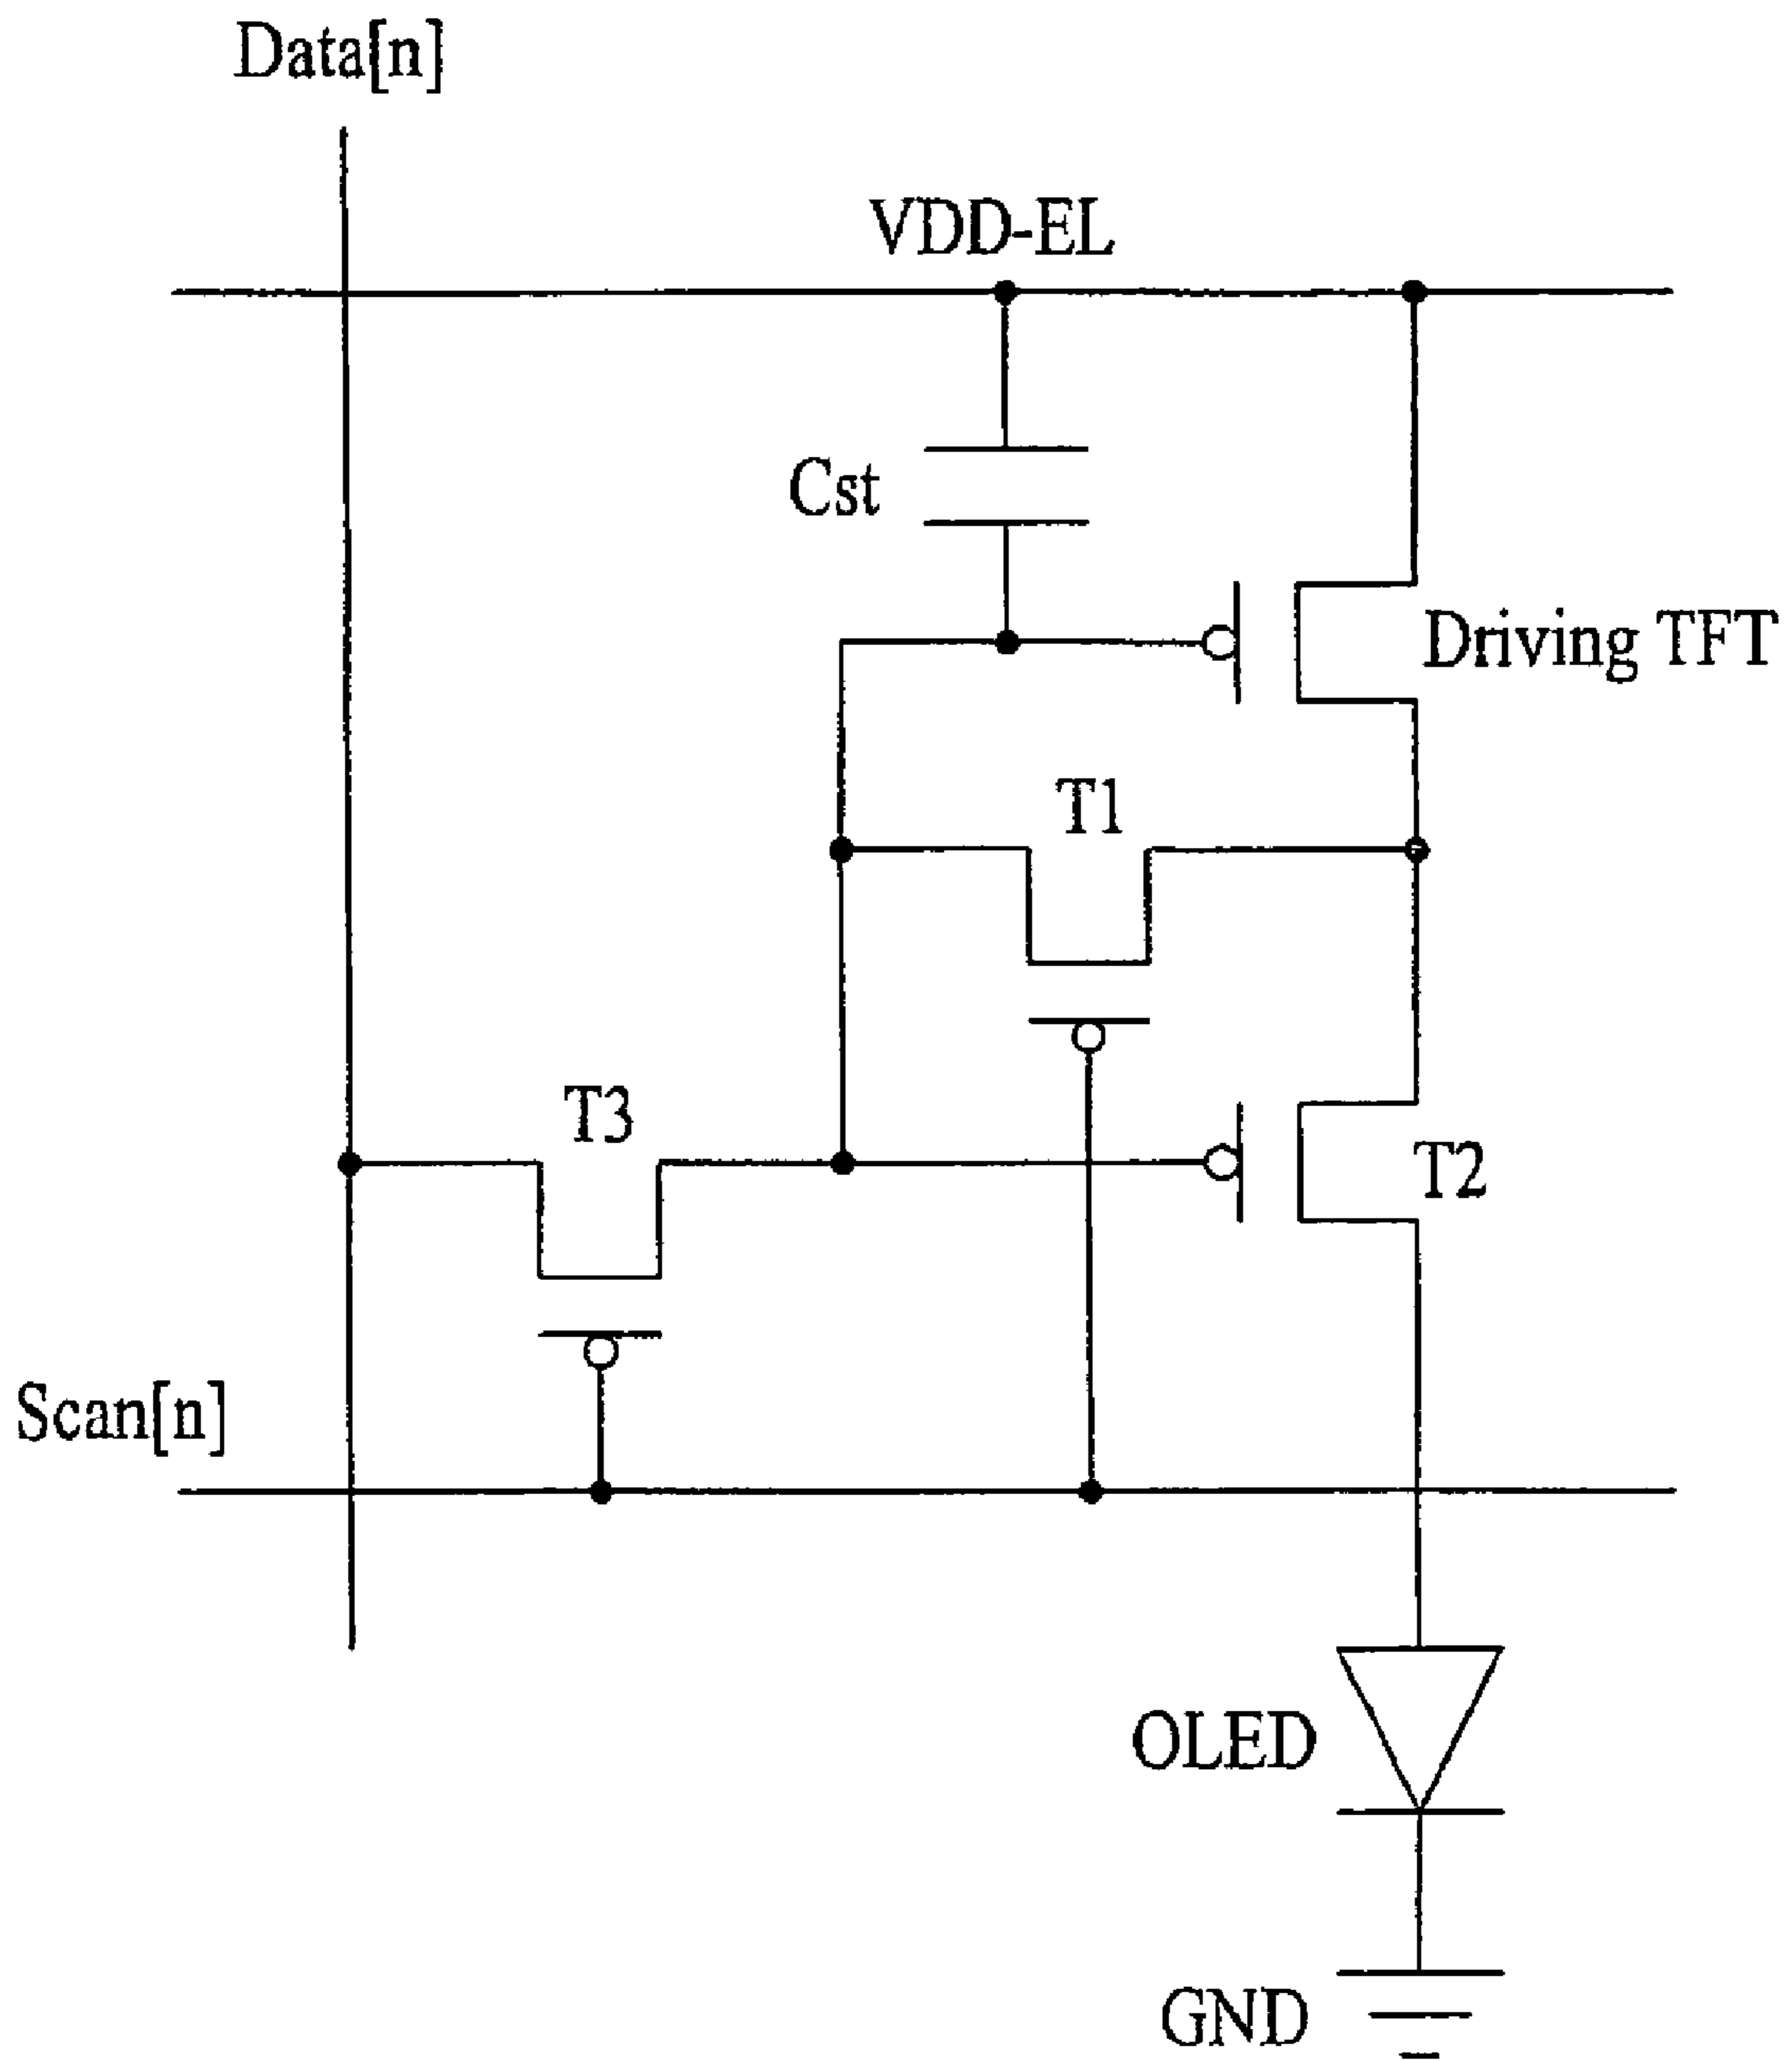 Data[n]
VDD-EL
Cst
Driving TFT
T1
T3
T2
Scan[n]
OLED
GND